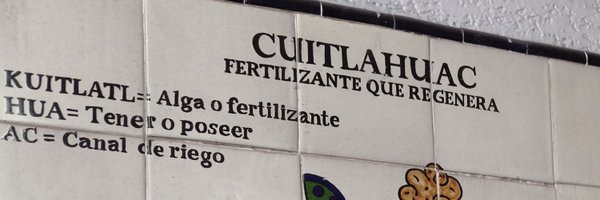 CUITLAHUAC
FERTILIZANTE QUE REGENERA
KUITLATL= Alga o fertilizante
HUA= Tener o poseer
AC= Canal de riego